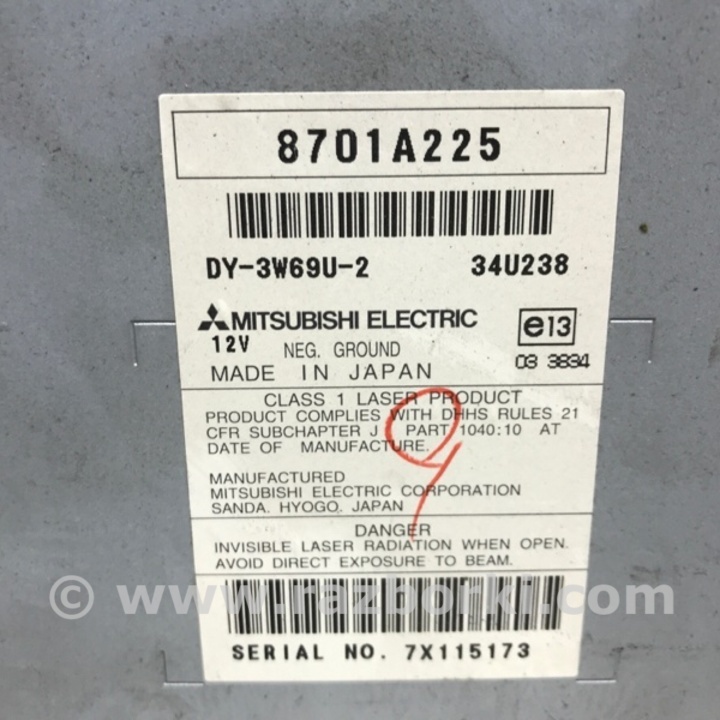 8701A225
DY-3W69U-2 34U238
MITSUBISHI ELECTRIC e13
12V NEG. GROUND 03 3834
MADE IN JAPAN
CLASS 1 LASER PRODUCT
PRODUCT COMPLIES WITH DHHS RULES 21
CFR SUBCHAPTER J, PART 1040:10 AT
DATE OF MANUFACTURE.
9
MANUFACTURED
MITSUBISHI ELECTRIC CORPORATION
SANDA, HYOGO, JAPAN
DANGER
INVISIBLE LASER RADIATION WHEN OPEN.
AVOID DIRECT EXPOSURE TO BEAM.
© www.razborki.com
SERIAL NO. 7X115173